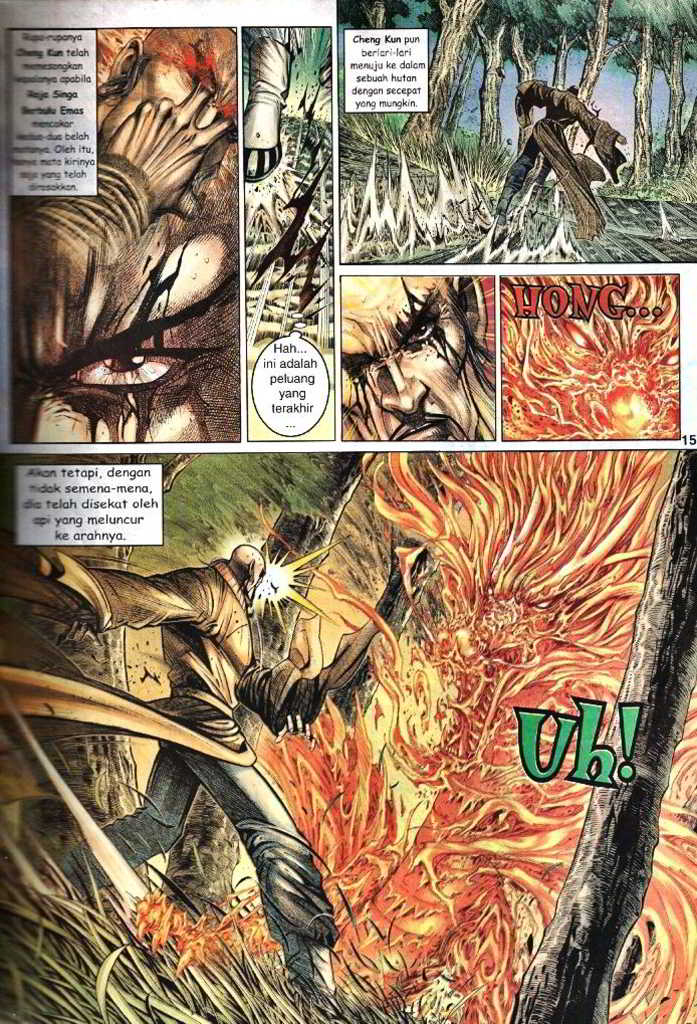 Rupa-rupanya
Cheng Kun telah
memesongkan
kepalanya apabila
Raja Singa
Berbulu Emas
mencakar
kedua-dua belah
matanya. Oleh itu,
hanya mata kirinya
saja yang telah
dirosakkan.
Hah...
ini adalah
peluang
yang
terakhir
...
Cheng Kun pun
berlari-lari
menuju ke dalam
sebuah hutan
dengan secepat
yang mungkin.
HONG...
15
Akan tetapi, dengan
tidak semena-mena,
dia telah disekat oleh
api yang meluncur
ke arahnya.
Uh!